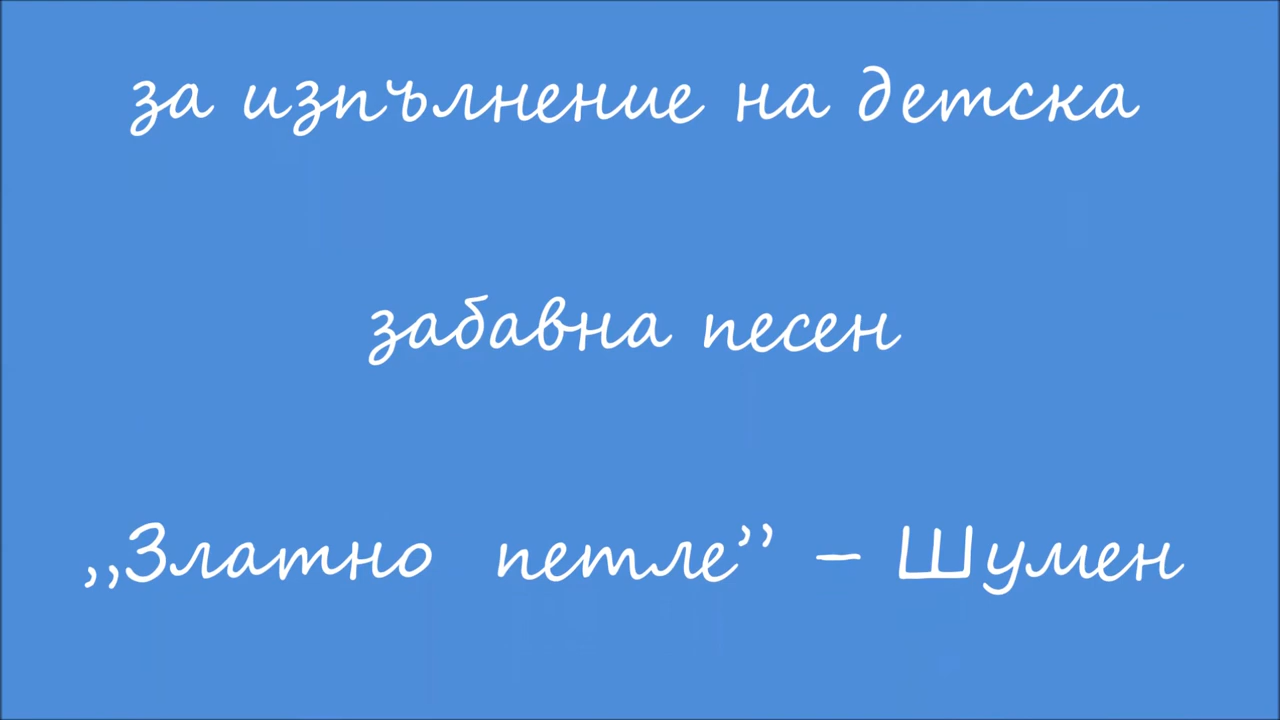 за изпълнение на детска
забавна песен
,,Златно петле’’ – Шумен